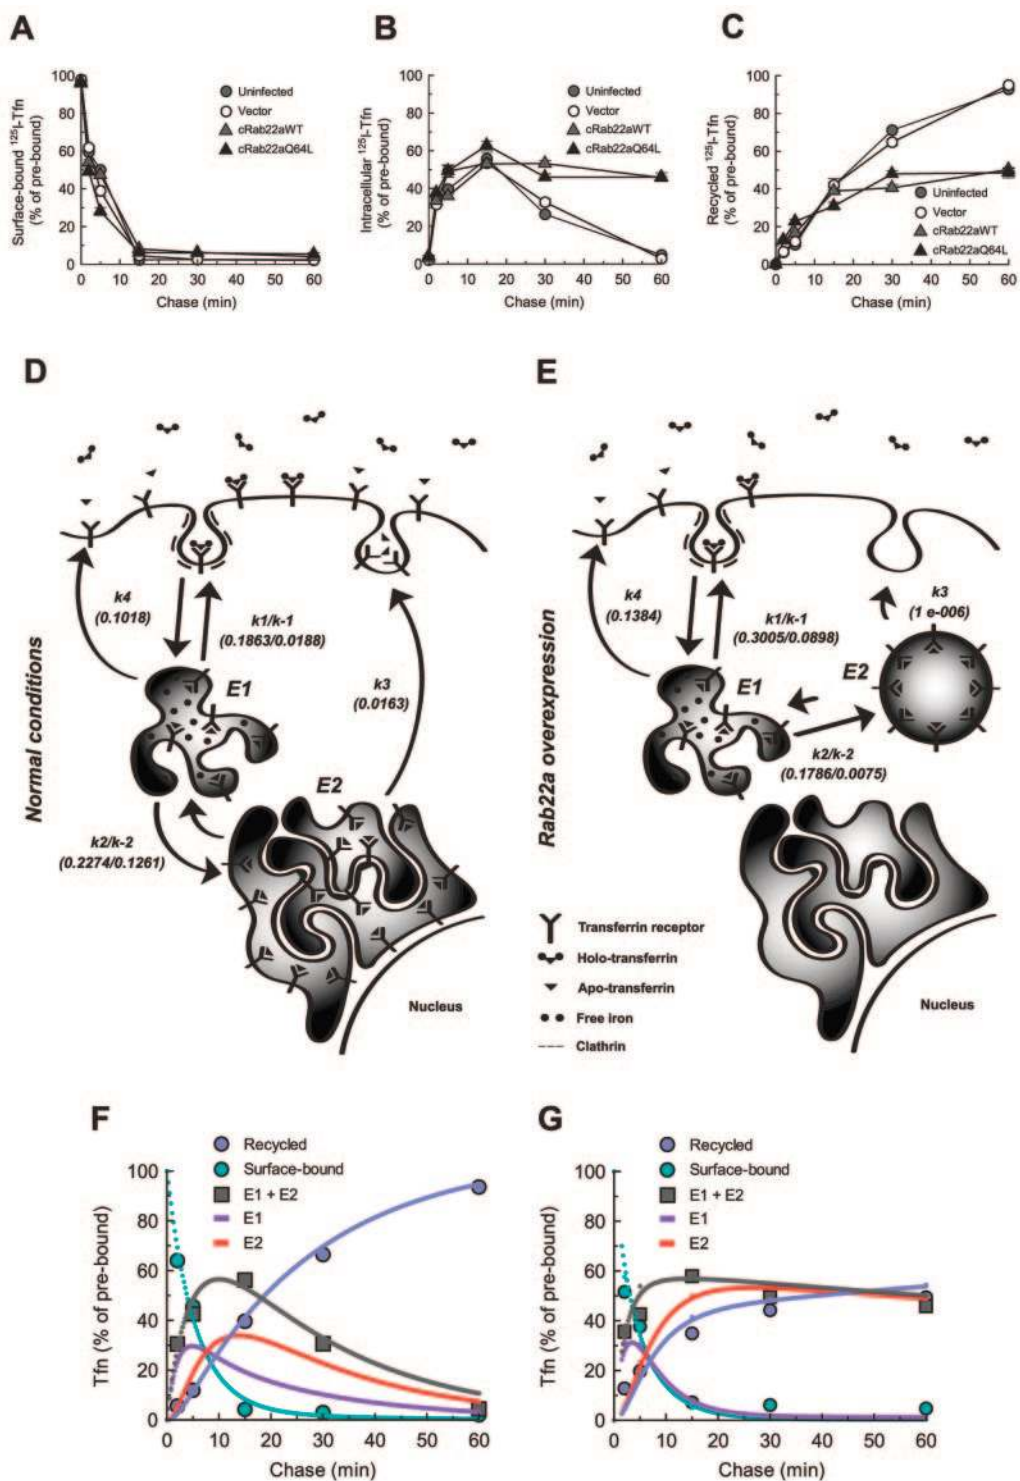 A
B
C
Surface-bound ¹²⁵I-Tfn
(% of pre-bound)
100
80
60
40
20
0
0 10 20 30 40 50 60
Chase (min)
Uninfected
Vector
cRab22aWT
cRab22aQ64L
Intracellular ¹²⁵I-Tfn
(% of pre-bound)
100
80
60
40
20
0
0 10 20 30 40 50 60
Chase (min)
Uninfected
Vector
cRab22aWT
cRab22aQ64L
Recycled ¹²⁵I-Tfn
(% of pre-bound)
100
80
60
40
20
0
0 10 20 30 40 50 60
Chase (min)
Uninfected
Vector
cRab22aWT
cRab22aQ64L
D
Normal conditions
k4
(0.1018)
k1/k-1
(0.1863/0.0188)
E1
k3
(0.0163)
E2
k2/k-2
(0.2274/0.1261)
Nucleus
E
Rab22a overexpression
k4
(0.1384)
k1/k-1
(0.3005/0.0898)
k3
(1 e-006)
E2
E1
k2/k-2
(0.1786/0.0075)
Transferrin receptor
Holo-transferrin
Apo-transferrin
Free iron
Clathrin
Nucleus
F
Recycled
Surface-bound
E1 + E2
E1
E2
Tfn (% of pre-bound)
100
80
60
40
20
0
0 10 20 30 40 50 60
Chase (min)
G
Recycled
Surface-bound
E1 + E2
E1
E2
Tfn (% of pre-bound)
100
80
60
40
20
0
0 10 20 30 40 50 60
Chase (min)